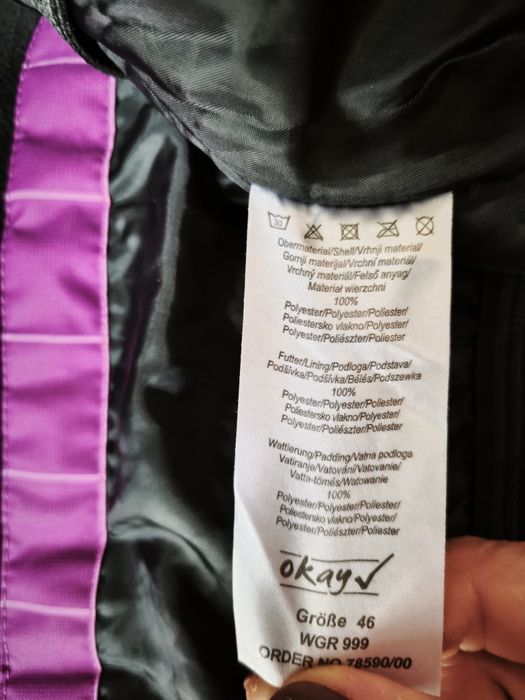 30
Obermaterial/Shell/Vrhnji material/
Gornji materijal/Vrchní materiál/
Vrchný materiál/Felső anyag/
Materiał wierzchni
100%
Polyester/Polyester/Poliester/
Poliestersko vlakno/Polyester/
Polyester/Poliészter/Poliester
Futter/Lining/Podloga/Podstava/
Podšívka/Podšívka/Bélés/Podszewka
100%
Polyester/Polyester/Poliester/
Poliestersko vlakno/Polyester/
Polyester/Poliészter/Poliester
Wattierung/Padding/Vatna podloga
Vatiranje/Vatování/Vatovanie/
Vatta-tömés/Watowanie
100%
Polyester/Polyester/Poliester/
Poliestersko vlakno/Polyester/
Polyester/Poliészter/Poliester
okay
Größe 46
WGR 999
ORDER NO 78590/00